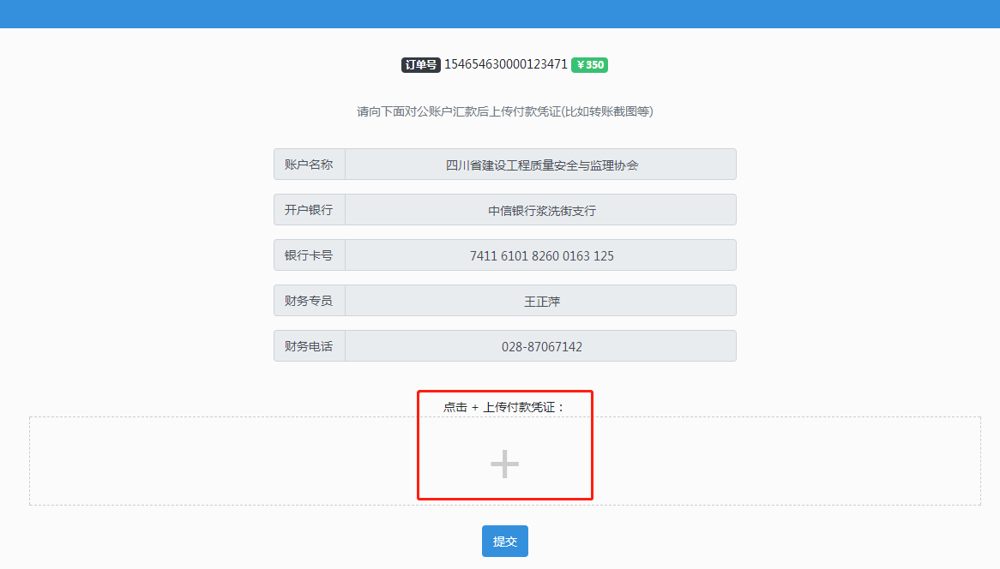 订单号 154654630000123471 ￥350
请向下面对公账户汇款后上传付款凭证(比如转账截图等)
账户名称 四川省建设工程质量安全与监理协会
开户银行 中信银行浆洗街支行
银行卡号 7411 6101 8260 0163 125
财务专员 王正萍
财务电话 028-87067142
点击 + 上传付款凭证：
+
提交